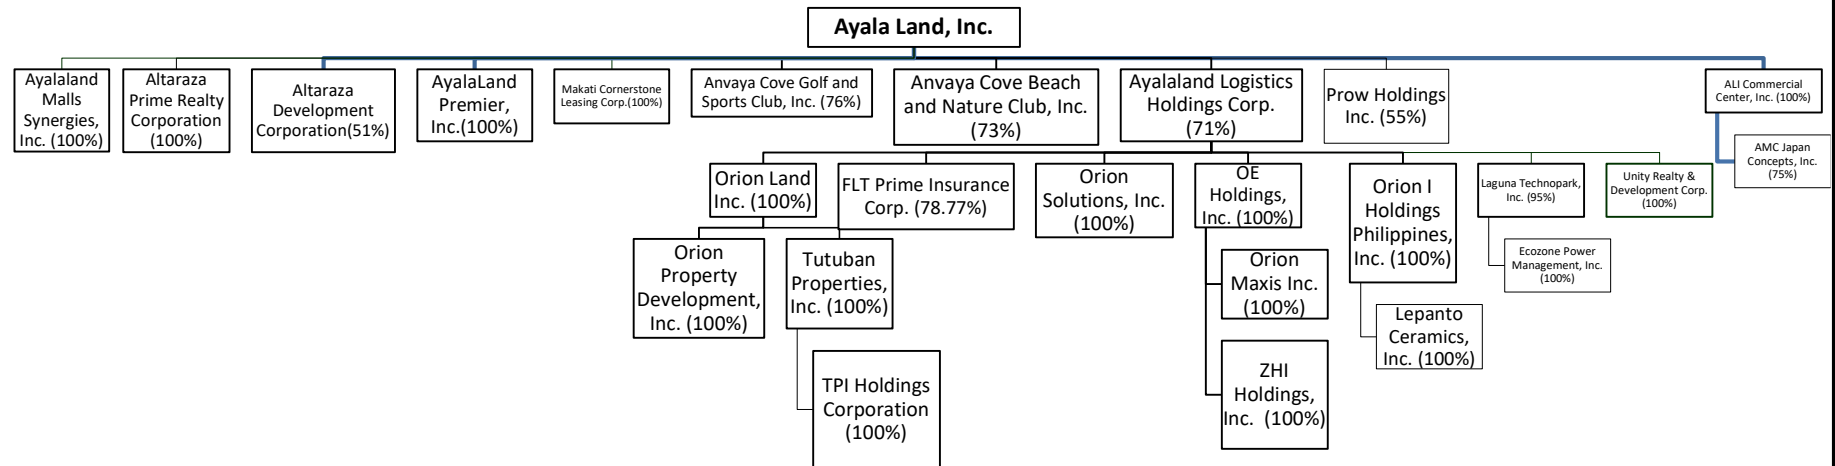 Ayala Land, Inc.
Ayalaland
Malls
Synergies,
Inc. (100%)
Altaraza
Prime Realty
Corporation
(100%)
Altaraza
Development
Corporation(51%)
AyalaLand
Premier,
Inc.(100%)
Makati Cornerstone
Leasing Corp.(100%)
Anvaya Cove Golf and
Sports Club, Inc. (76%)
Anvaya Cove Beach
and Nature Club, Inc.
(73%)
Ayalaland Logistics
Holdings Corp.
(71%)
Prow Holdings
Inc. (55%)
ALI Commercial
Center, Inc. (100%)
AMC Japan
Concepts, Inc.
(75%)
Orion Land
Inc. (100%)
FLT Prime Insurance
Corp. (78.77%)
Orion
Solutions, Inc.
(100%)
OE
Holdings,
Inc. (100%)
Orion I
Holdings
Philippines,
Inc. (100%)
Laguna Technopark,
Inc. (95%)
Unity Realty &
Development Corp.
(100%)
Orion
Property
Development,
Inc. (100%)
Tutuban
Properties,
Inc. (100%)
Orion
Maxis Inc.
(100%)
Ecozone Power
Management, Inc.
(100%)
Lepanto
Ceramics,
Inc. (100%)
TPI Holdings
Corporation
(100%)
ZHI
Holdings,
Inc. (100%)